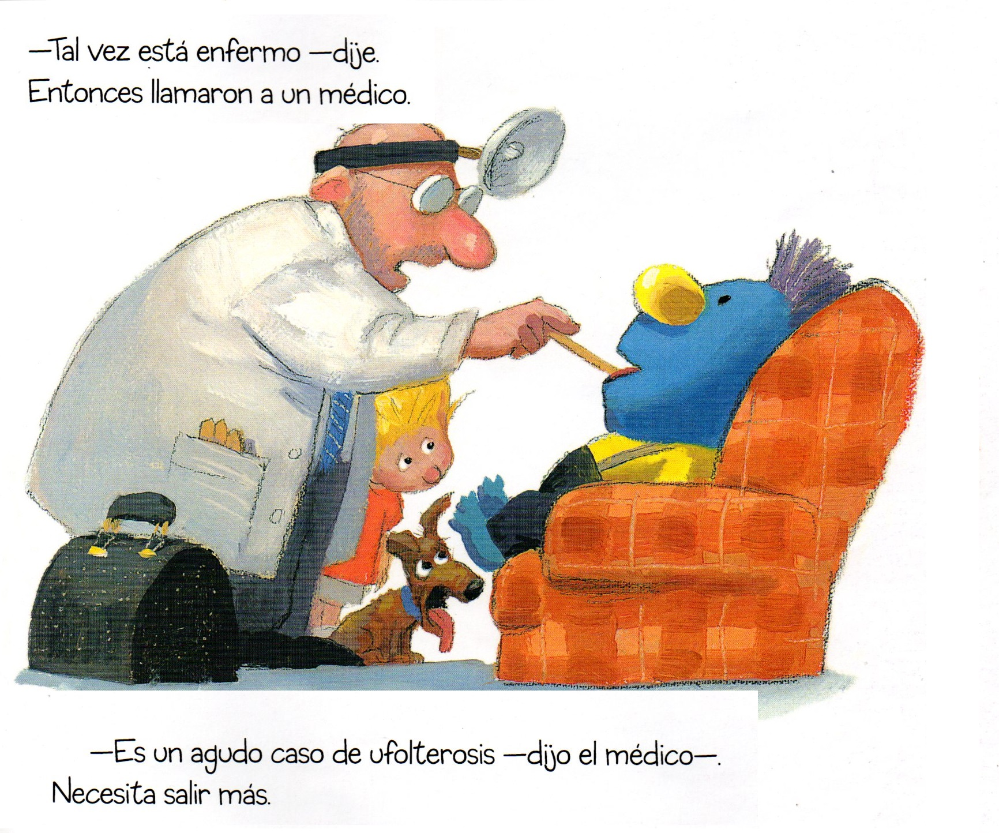 —Tal vez está enfermo —dije.
Entonces llamaron a un médico.
—Es un agudo caso de ufolterosis —dijo el médico—.
Necesita salir más.